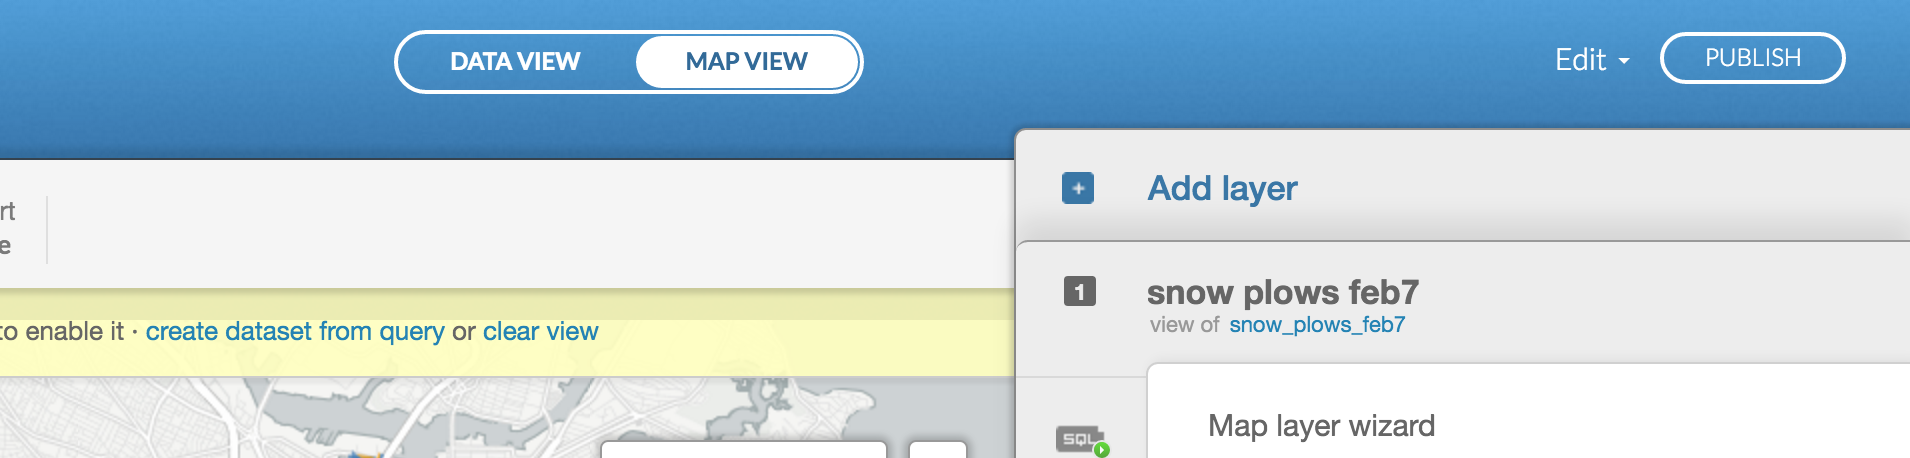 DATA VIEW MAP VIEW
Edit PUBLISH
Add layer
rt
e
1 snow plows feb7
view of snow_plows_feb7
to enable it · create dataset from query or clear view
SQL
Map layer wizard